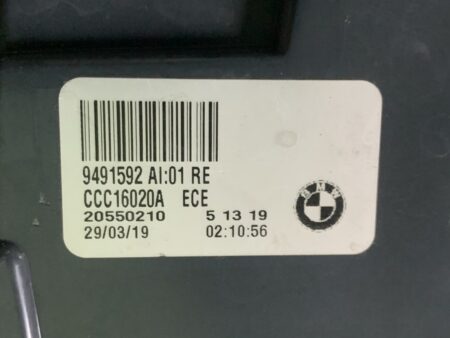 9491592 AI:01 RE
CCC16020A ECE
20550210 5 13 19
29/03/19 02:10:56
BMW